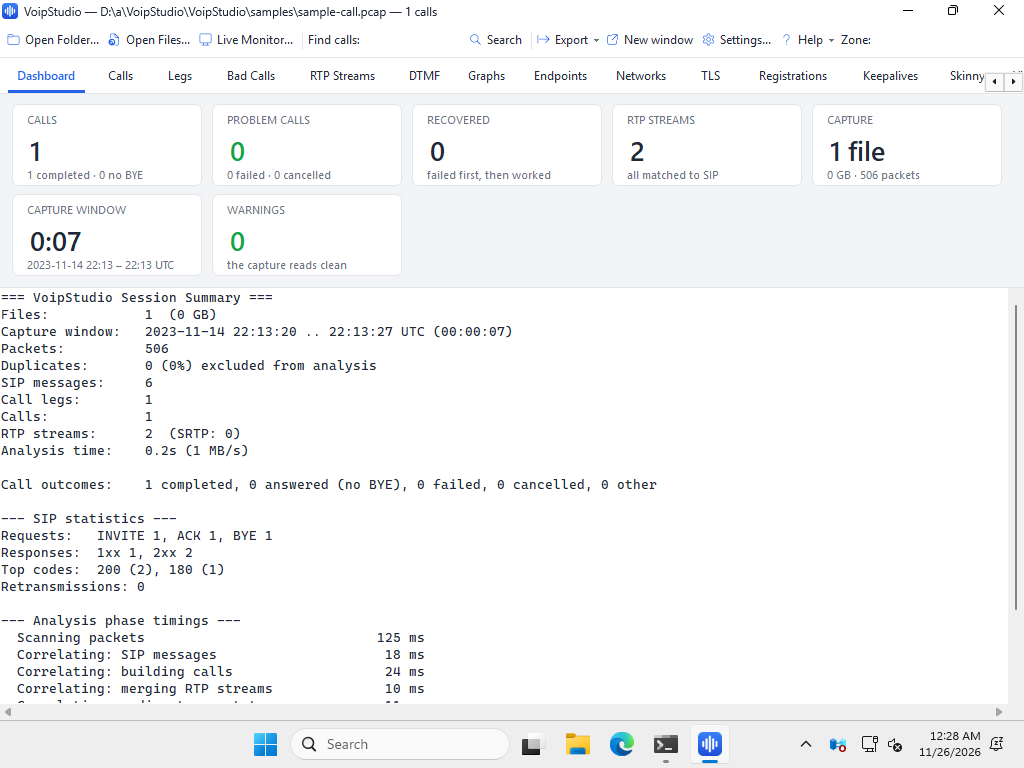 VoipStudio — D:\a\VoipStudio\VoipStudio\samples\sample-call.pcap — 1 calls
Open Folder... Open Files... Live Monitor... Find calls: Search Export New window Settings... ? Help Zone:
Dashboard Calls Legs Bad Calls RTP Streams DTMF Graphs Endpoints Networks TLS Registrations Keepalives Skinny
CALLS PROBLEM CALLS RECOVERED RTP STREAMS CAPTURE
1 0 0 2 1 file
1 completed · 0 no BYE 0 failed · 0 cancelled failed first, then worked all matched to SIP 0 GB · 506 packets
CAPTURE WINDOW WARNINGS
0:07 0
2023-11-14 22:13 – 22:13 UTC the capture reads clean
=== VoipStudio Session Summary ===
Files: 1 (0 GB)
Capture window: 2023-11-14 22:13:20 .. 22:13:27 UTC (00:00:07)
Packets: 506
Duplicates: 0 (0%) excluded from analysis
SIP messages: 6
Call legs: 1
Calls: 1
RTP streams: 2 (SRTP: 0)
Analysis time: 0.2s (1 MB/s)
Call outcomes: 1 completed, 0 answered (no BYE), 0 failed, 0 cancelled, 0 other
--- SIP statistics ---
Requests: INVITE 1, ACK 1, BYE 1
Responses: 1xx 1, 2xx 2
Top codes: 200 (2), 180 (1)
Retransmissions: 0
--- Analysis phase timings ---
Scanning packets 125 ms
Correlating: SIP messages 18 ms
Correlating: building calls 24 ms
Correlating: merging RTP streams 10 ms
Search
12:28 AM
11/26/2026